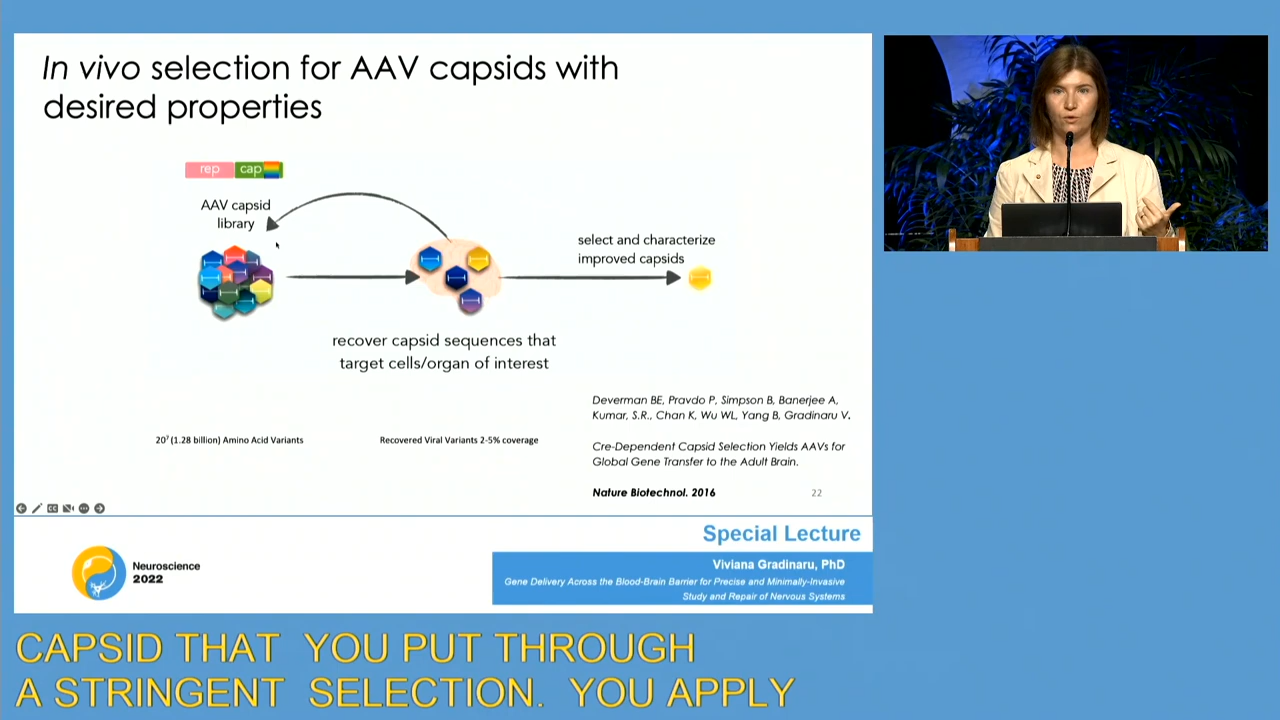 In vivo selection for AAV capsids with
desired properties
rep cap
AAV capsid
library
select and characterize
improved capsids
recover capsid sequences that
target cells/organ of interest
Deverman BE, Pravdo P, Simpson B, Banerjee A,
Kumar, S.R., Chan K, Wu WL, Yang B, Gradinaru V.
20⁷ (1.28 billion) Amino Acid Variants
Recovered Viral Variants 2-5% coverage
Cre-Dependent Capsid Selection Yields AAVs for
Global Gene Transfer to the Adult Brain.
Nature Biotechnol. 2016
22
Special Lecture
Neuroscience
2022
Viviana Gradinaru, PhD
Gene Delivery Across the Blood-Brain Barrier for Precise and Minimally-Invasive
Study and Repair of Nervous Systems
CAPSID THAT YOU PUT THROUGH
A STRINGENT SELECTION. YOU APPLY